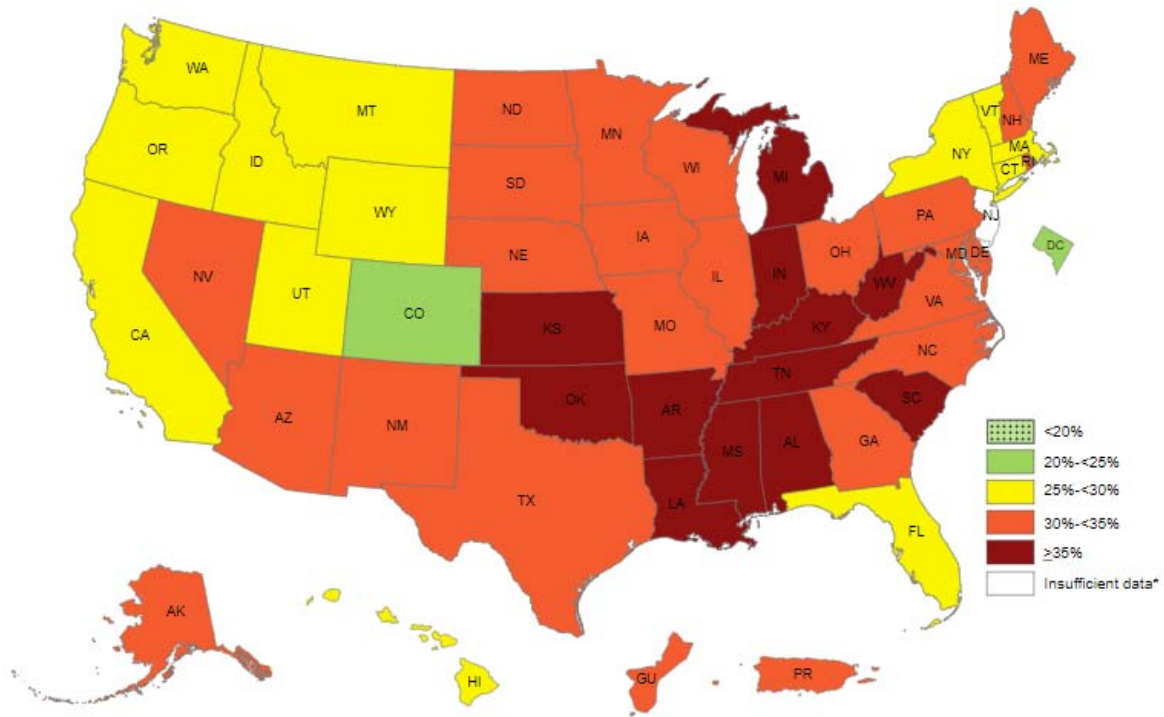 WA
MT
ND
MN
ME
OR
ID
SD
WI
MI
NY
VT
NH
MA
CT
RI
WY
NE
IA
PA
NJ
NV
UT
CO
IL
IN
OH
MD
DE
DC
CA
KS
MO
WV
VA
KY
NC
AZ
NM
OK
AR
TN
SC
TX
LA
MS
AL
GA
FL
AK
HI
GU
PR
<20%
20%-<25%
25%-<30%
30%-<35%
≥35%
Insufficient data*